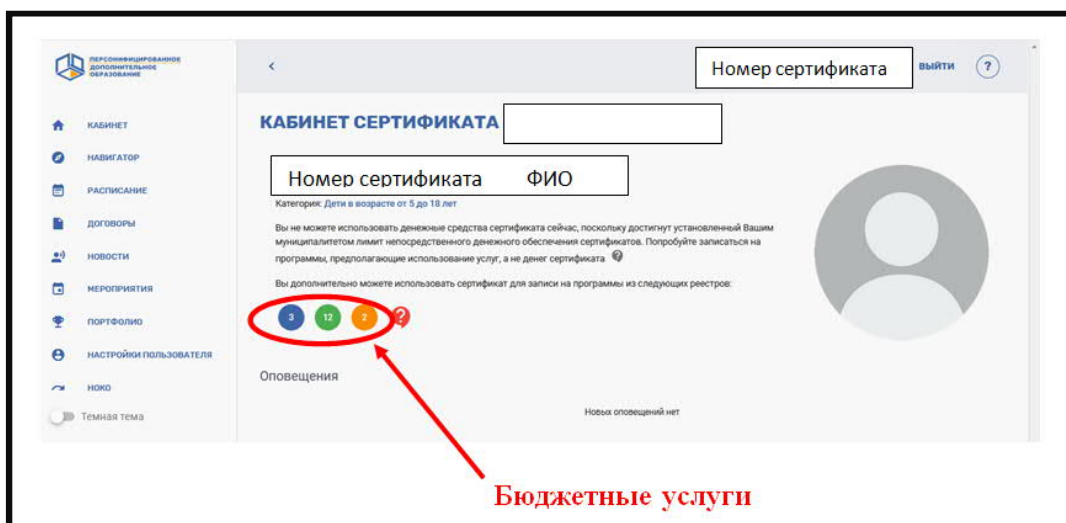 ПЕРСОНИФИЦИРОВАННОЕ
ДОПОЛНИТЕЛЬНОЕ
ОБРАЗОВАНИЕ
Номер сертификата
ВЫЙТИ
?
КАБИНЕТ
НАВИГАТОР
РАСПИСАНИЕ
ДОГОВОРЫ
НОВОСТИ
МЕРОПРИЯТИЯ
ПОРТФОЛИО
НАСТРОЙКИ ПОЛЬЗОВАТЕЛЯ
НОКО
Темная тема
КАБИНЕТ СЕРТИФИКАТА
Номер сертификата ФИО
Категория: Дети в возрасте от 5 до 18 лет
Вы не можете использовать денежные средства сертификата сейчас, поскольку достигнут установленный Вашим
муниципалитетом лимит непосредственного денежного обеспечения сертификатов. Попробуйте записаться на
программы, предполагающие использование услуг, а не денег сертификата ?
Вы дополнительно можете использовать сертификат для записи на программы из следующих реестров:
3 12 2 ?
Оповещения
Новых оповещений нет
Бюджетные услуги